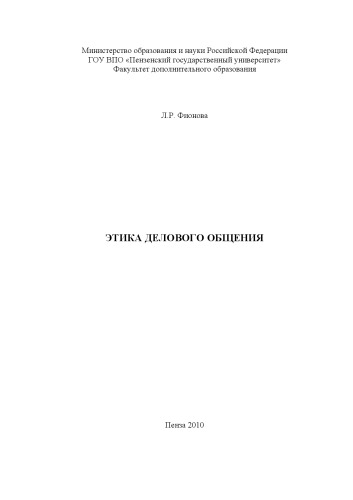 Министерство образования и науки Российской Федерации
ГОУ ВПО «Пензенский государственный университет»
Факультет дополнительного образования
Л.Р. Фионова
ЭТИКА ДЕЛОВОГО ОБЩЕНИЯ
Пенза 2010